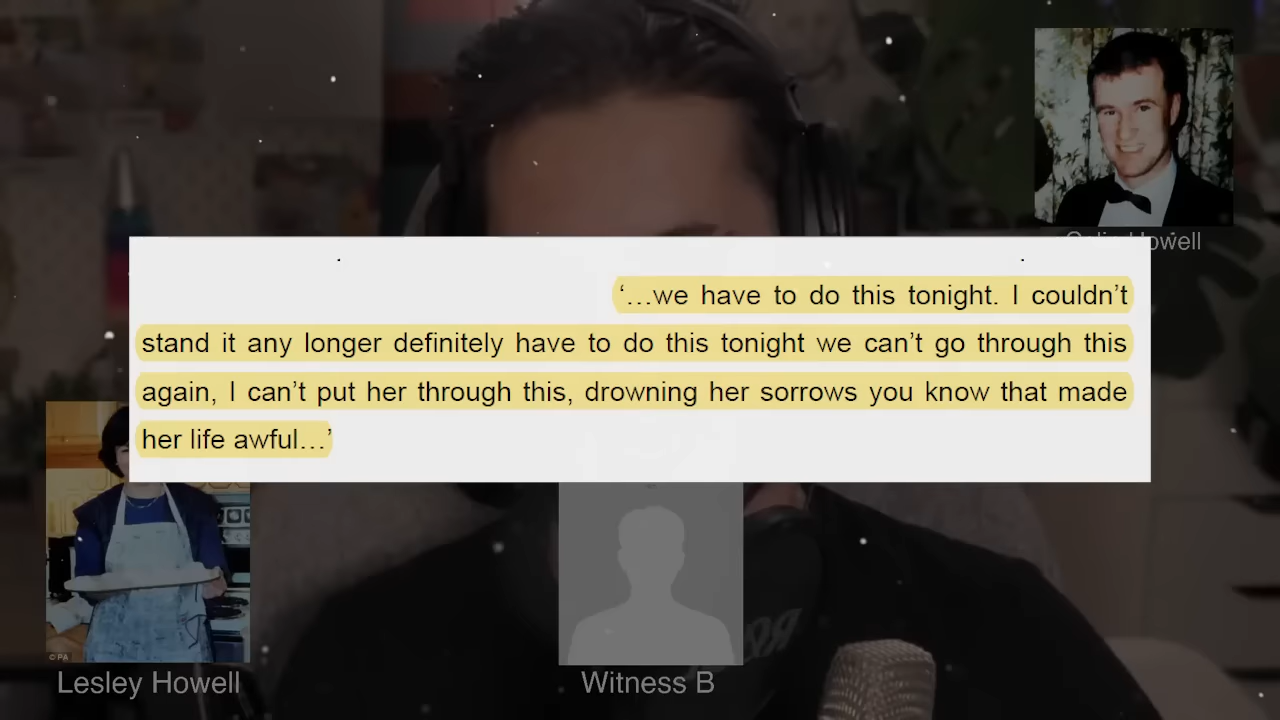 Howell
'…we have to do this tonight. I couldn't
stand it any longer definitely have to do this tonight we can't go through this
again, I can't put her through this, drowning her sorrows you know that made
her life awful…'
© PA
Lesley Howell
Witness B